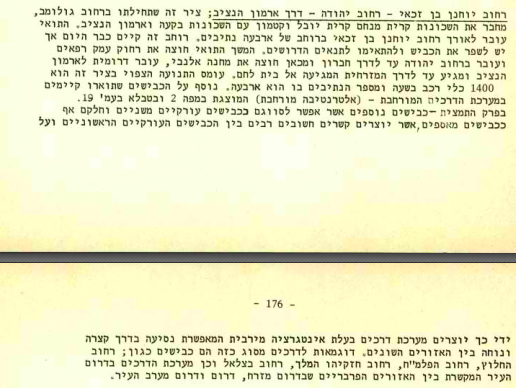 רחוב יוחנן בן זכאי - רחוב יהודה - דרך ארמון הנציב; ציר זה שתחילתו ברחוב גולומב,
מחבר את השכונות קרית מנחם קרית יובל וקטמון עם השכונות בקעה וארמון הנציב. התוואי
עובר לאורך רחוב יוחנן בן זכאי ברוחב של ארבעה נתיבים. רוחב זה קיים כבר היום אך
יש לשפר את הכביש ולהתאימו לתנאים הדרושים. המשך התוואי חוצה את רחוק עמק רפאים
ועובר ברחוב יהודה עד לדרך חברון ומכאן חוצה את מחנה אלנבי, עובר דרומית לארמון
הנציב ומגיע עד לדרך המזרחית המגיעה אל בית לחם. עומס התנועה הצפוי בציר זה הוא
1400 כלי רכב בשעה ומספר הנתיבים בו הוא ארבעה. נוסף על הכבישים שתוארו קיימים
במערכת הדרכים המורחבת - (אלטרנטיבה מורחבת) המוצגת במפה 2 ובטבלא בעמ' 19.
בפרק התמצית -כבישים נוספים אשר אפשר לסווגם ככבישים עורקיים משניים וחלקם אף
ככבישים מאספים,אשר יוצרים קשרים חשובים רבים בין הכבישים העורקיים הראשוניים ועל
- 176 -
ידי כך יוצרים מערכת דרכים בעלת אינטגרציה מירבית המאפשרת נסיעה בדרך קצרה
ונוחה בין האזורים השונים. דוגמאות לדרכים מסוג כזה הם כבישים כגון; רחוב
החלוץ, רחוב הפלמ"ח, רחוב חזקיהו המלך, רחוב בצלאל וכן מערכת הדרכים בדרום
העיר המקשרת בין האזורים הפרבריים שבדרום מזרח, דרום ודרום מערב העיר.